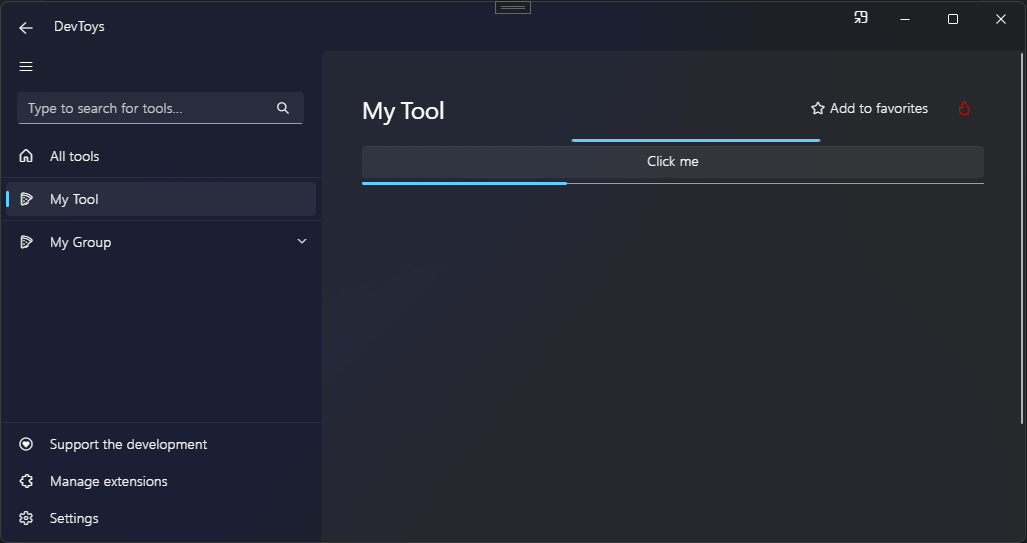 DevToys
Type to search for tools...
All tools
My Tool
My Group
Support the development
Manage extensions
Settings
My Tool
Add to favorites
Click me